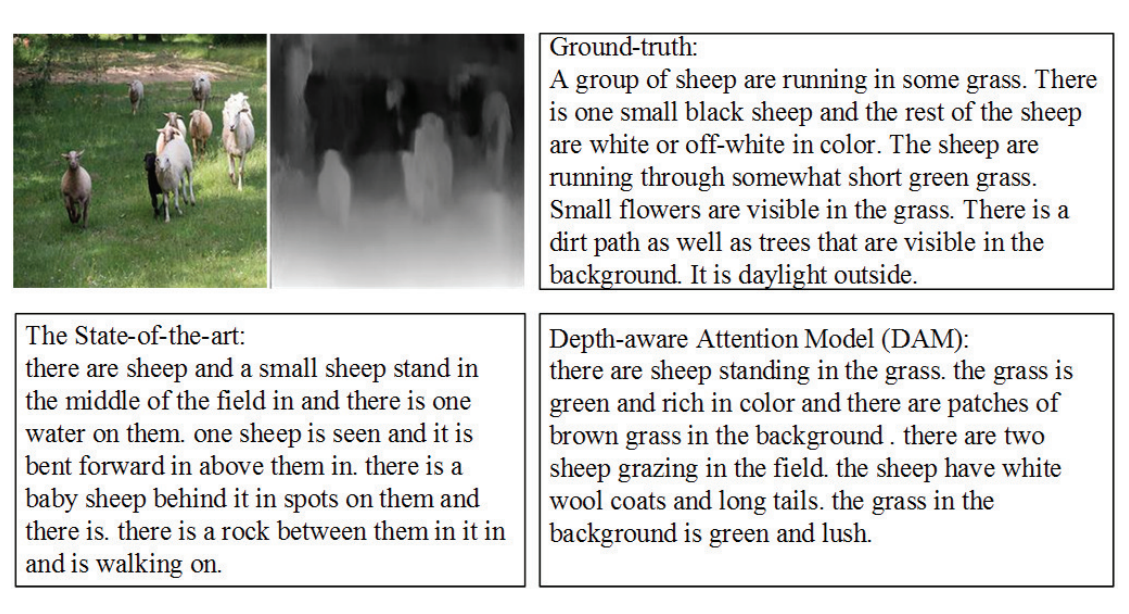 Ground-truth:
A group of sheep are running in some grass. There
is one small black sheep and the rest of the sheep
are white or off-white in color. The sheep are
running through somewhat short green grass.
Small flowers are visible in the grass. There is a
dirt path as well as trees that are visible in the
background. It is daylight outside.
The State-of-the-art:
there are sheep and a small sheep stand in
the middle of the field in and there is one
water on them. one sheep is seen and it is
bent forward in above them in. there is a
baby sheep behind it in spots on them and
there is. there is a rock between them in it in
and is walking on.
Depth-aware Attention Model (DAM):
there are sheep standing in the grass. the grass is
green and rich in color and there are patches of
brown grass in the background . there are two
sheep grazing in the field. the sheep have white
wool coats and long tails. the grass in the
background is green and lush.